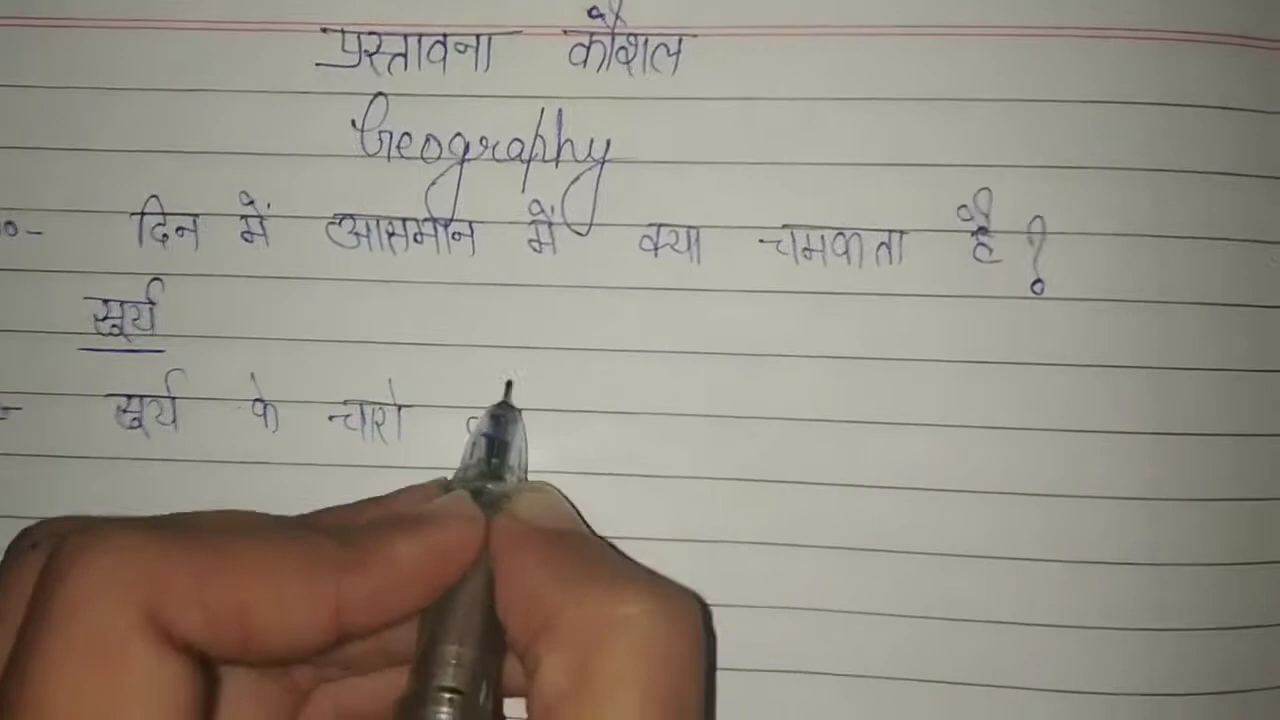 प्रस्तावना कौशल
Geography
दिन में आसमान में क्या चमकता है?
सूर्य
सूर्य के चारो